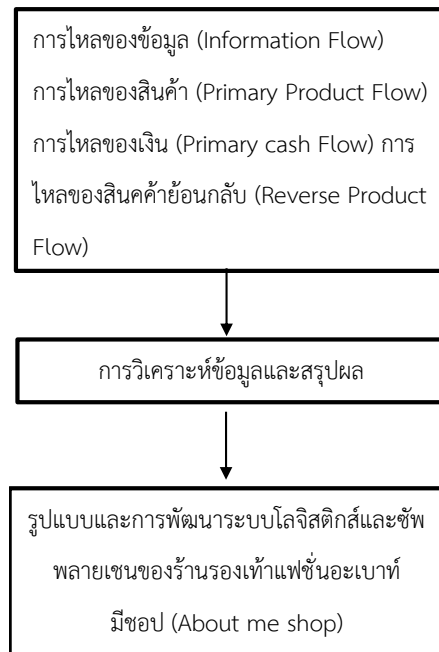 การไหลของข้อมูล (Information Flow)
การไหลของสินค้า (Primary Product Flow)
การไหลของเงิน (Primary cash Flow) การ
ไหลของสินคค้าย้อนกลับ (Reverse Product
Flow)
การวิเคราะห์ข้อมูลและสรุปผล
รูปแบบและการพัฒนาระบบโลจิสติกส์และซัพ
พลายเชนของร้านรองเท้าแฟชั่นอะเบาท์
มีชอป (About me shop)